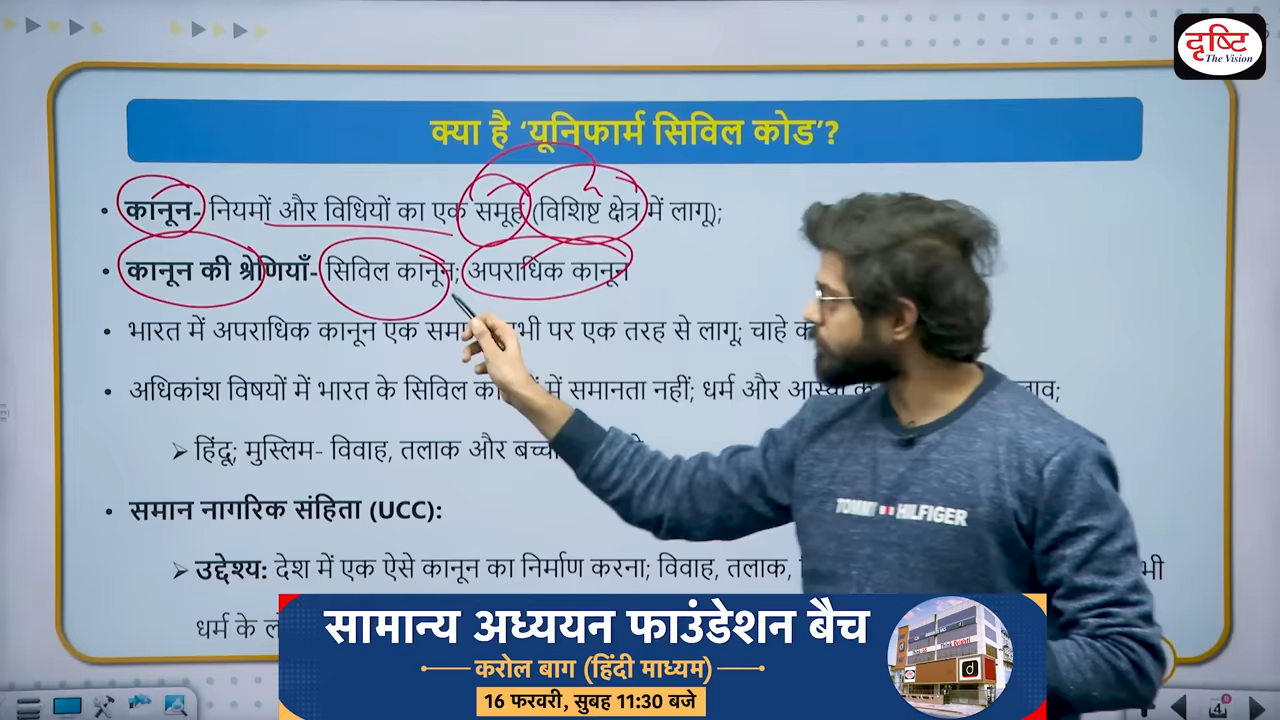 दृष्टि
The Vision
क्या है ‘यूनिफार्म सिविल कोड’?
• कानून- नियमों और विधियों का एक समूह (विशिष्ट क्षेत्र में लागू);
• कानून की श्रेणियाँ- सिविल कानून; अपराधिक कानून
• भारत में अपराधिक कानून एक पर एक तरह से लागू; चाहे
• अधिकांश विषयों में भारत के सिविल में समानता नहीं; धर्म और
➢ हिंदू; मुस्लिम- विवाह, तलाक और
• समान नागरिक संहिता (UCC):
➢ उद्देश्य: देश में एक ऐसे कानून का निर्माण करना; विवाह, तलाक,
धर्म के
TOMMY HILFIGER
सामान्य अध्ययन फाउंडेशन बैच
करोल बाग (हिंदी माध्यम)
16 फरवरी, सुबह 11:30 बजे